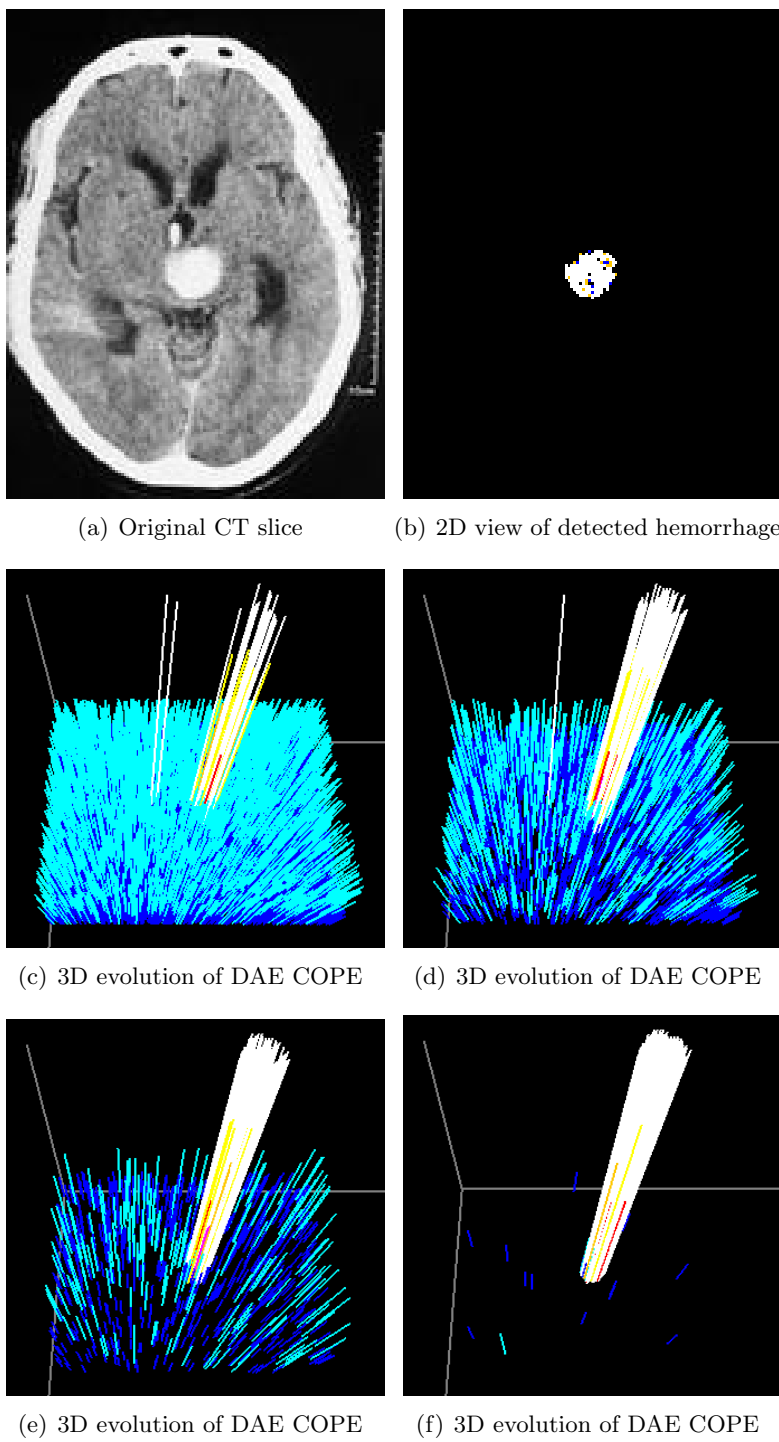 (a) Original CT slice
(b) 2D view of detected hemorrhage
(c) 3D evolution of DAE COPE
(d) 3D evolution of DAE COPE
(e) 3D evolution of DAE COPE
(f) 3D evolution of DAE COPE